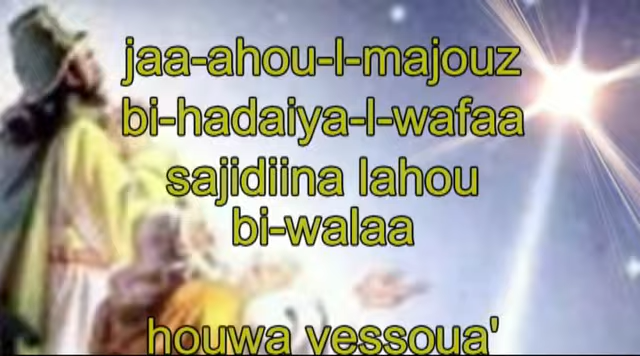 jaa-ahou-l-majouz
bi-hadaiya-l-wafaa
sajidiina lahou
bi-walaa
houwa yessoua'